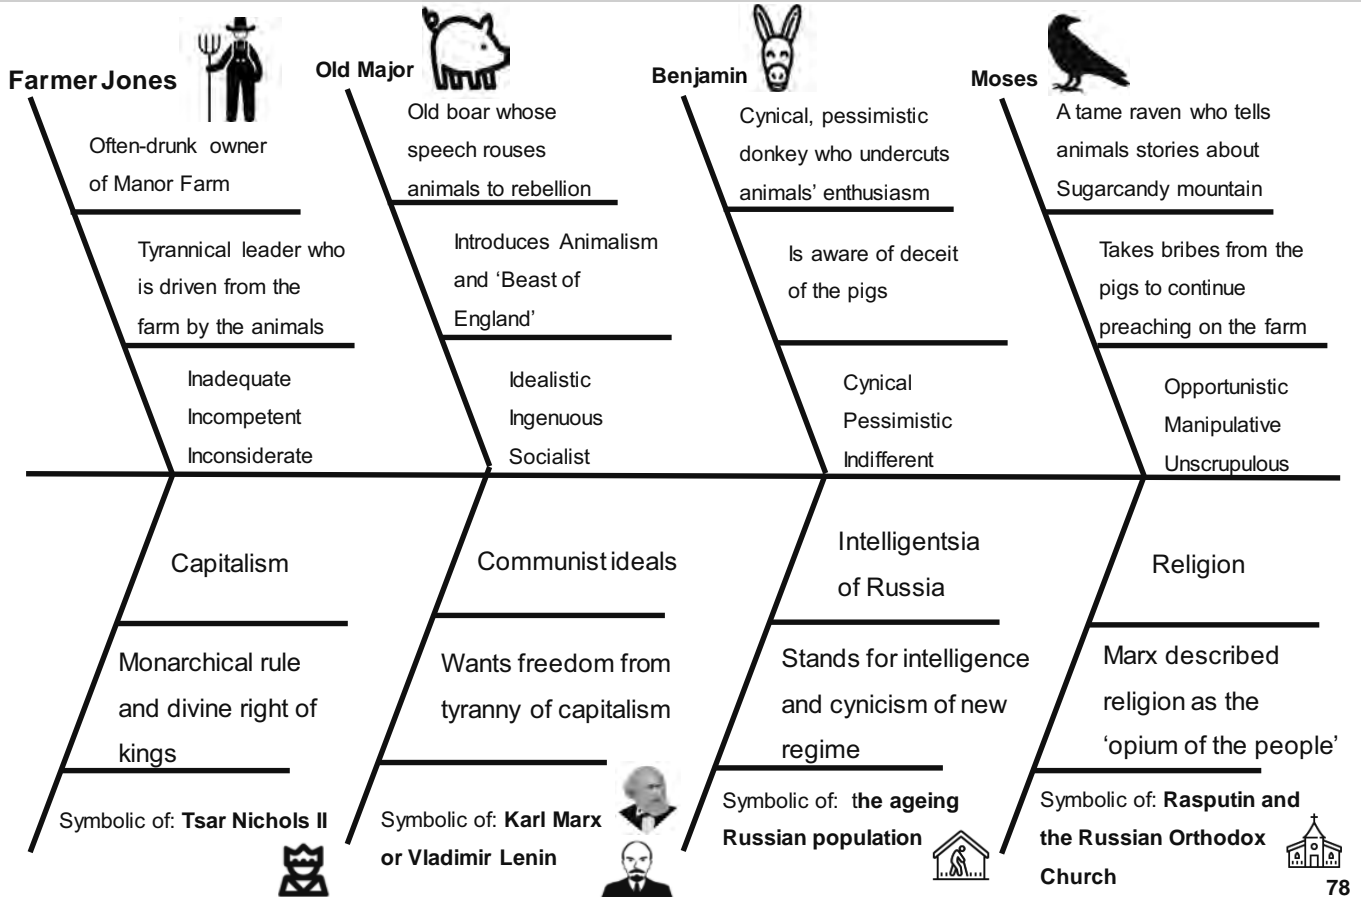 Farmer Jones
Often-drunk owner
of Manor Farm
Tyrannical leader who
is driven from the
farm by the animals
Inadequate
Incompetent
Inconsiderate
Capitalism
Monarchical rule
and divine right of
kings
Symbolic of: Tsar Nichols II
Old Major
Old boar whose
speech rouses
animals to rebellion
Introduces Animalism
and ‘Beast of
England’
Idealistic
Ingenuous
Socialist
Communist ideals
Wants freedom from
tyranny of capitalism
Symbolic of: Karl Marx
or Vladimir Lenin
Benjamin
Cynical, pessimistic
donkey who undercuts
animals’ enthusiasm
Is aware of deceit
of the pigs
Cynical
Pessimistic
Indifferent
Intelligentsia
of Russia
Stands for intelligence
and cynicism of new
regime
Symbolic of: the ageing
Russian population
Moses
A tame raven who tells
animals stories about
Sugarcandy mountain
Takes bribes from the
pigs to continue
preaching on the farm
Opportunistic
Manipulative
Unscrupulous
Religion
Marx described
religion as the
‘opium of the people’
Symbolic of: Rasputin and
the Russian Orthodox
Church
78